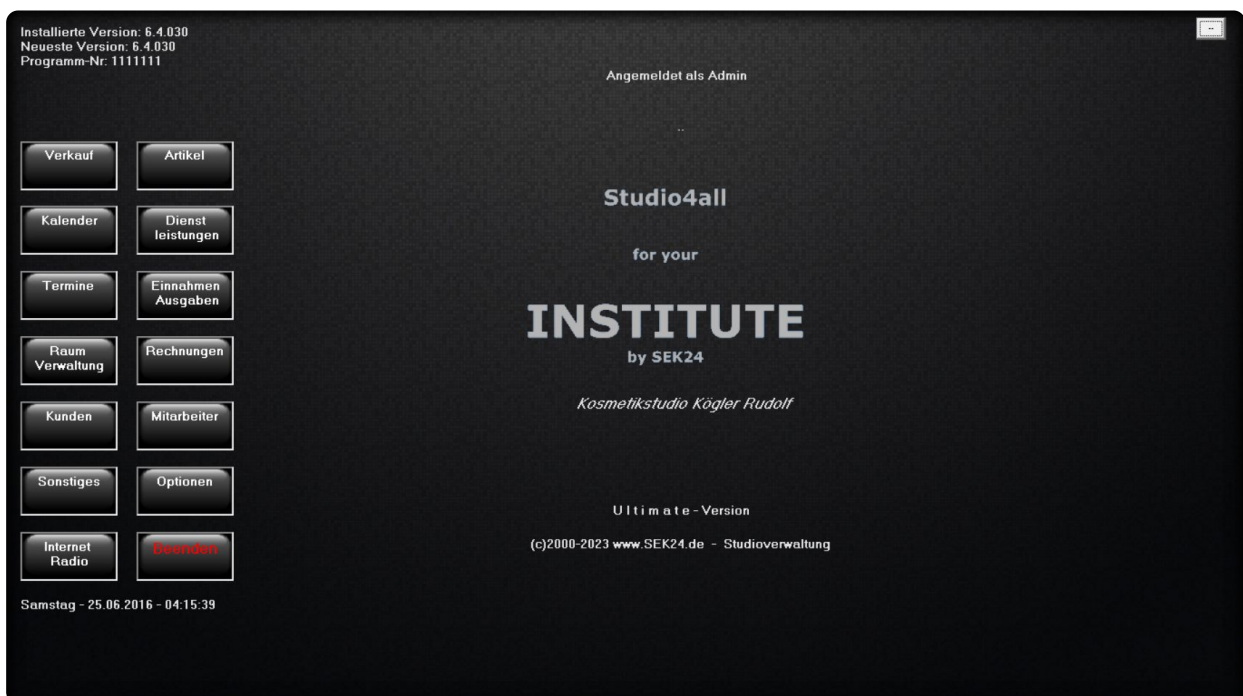 Installierte Version: 6.4.030
Neueste Version: 6.4.030
Programm-Nr: 1111111
--
Angemeldet als Admin
..
Verkauf
Artikel
Kalender
Dienst
leistungen
Termine
Einnahmen
Ausgaben
Raum
Verwaltung
Rechnungen
Kunden
Mitarbeiter
Sonstiges
Optionen
Internet
Radio
Beenden
Samstag - 25.06.2016 - 04:15:39
Studio4all
for your
INSTITUTE
by SEK24
Kosmetikstudio Kögler Rudolf
Ultimate-Version
(c)2000-2023 www.SEK24.de - Studioverwaltung